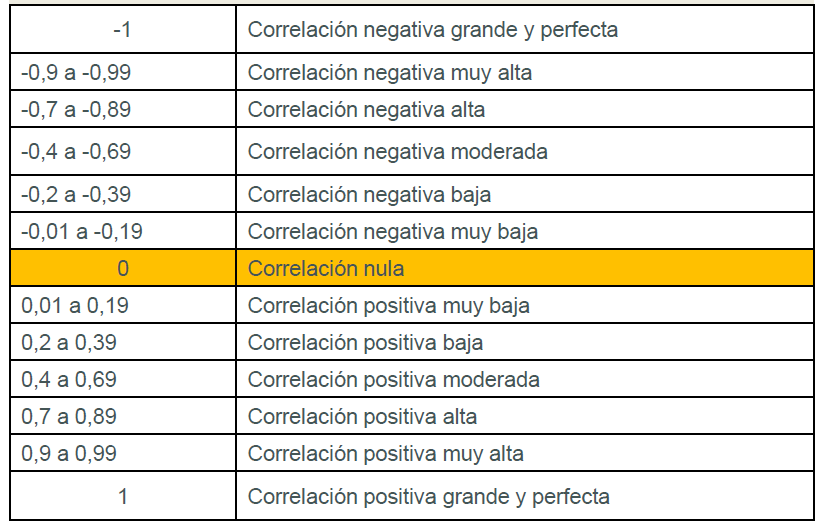 -1 Correlación negativa grande y perfecta
-0,9 a -0,99 Correlación negativa muy alta
-0,7 a -0,89 Correlación negativa alta
-0,4 a -0,69 Correlación negativa moderada
-0,2 a -0,39 Correlación negativa baja
-0,01 a -0,19 Correlación negativa muy baja
0 Correlación nula
0,01 a 0,19 Correlación positiva muy baja
0,2 a 0,39 Correlación positiva baja
0,4 a 0,69 Correlación positiva moderada
0,7 a 0,89 Correlación positiva alta
0,9 a 0,99 Correlación positiva muy alta
1 Correlación positiva grande y perfecta